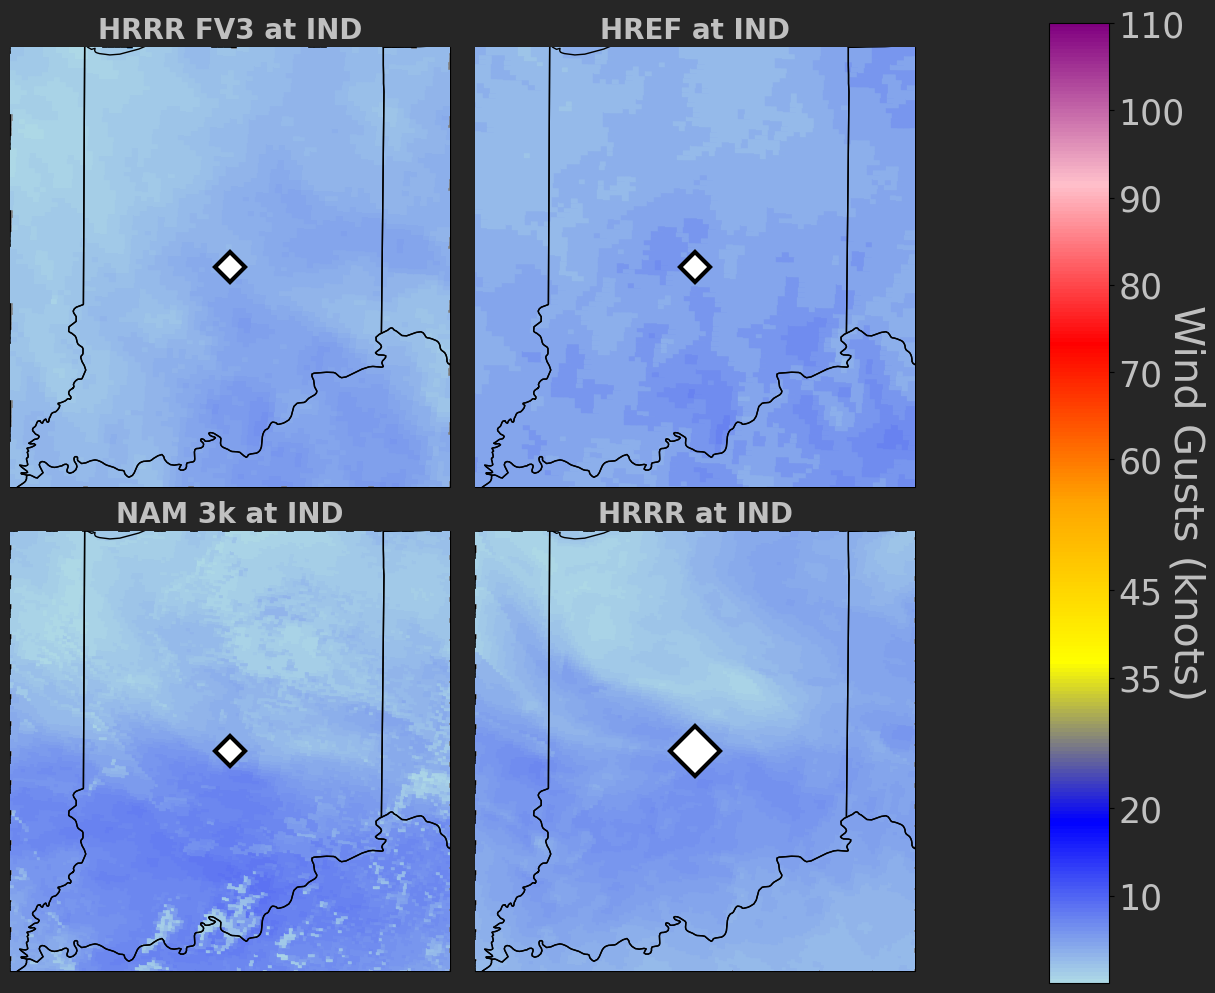 HRRR FV3 at IND
HREF at IND
NAM 3k at IND
HRRR at IND
110
100
90
80
70
60
45
35
20
10
Wind Gusts (knots)